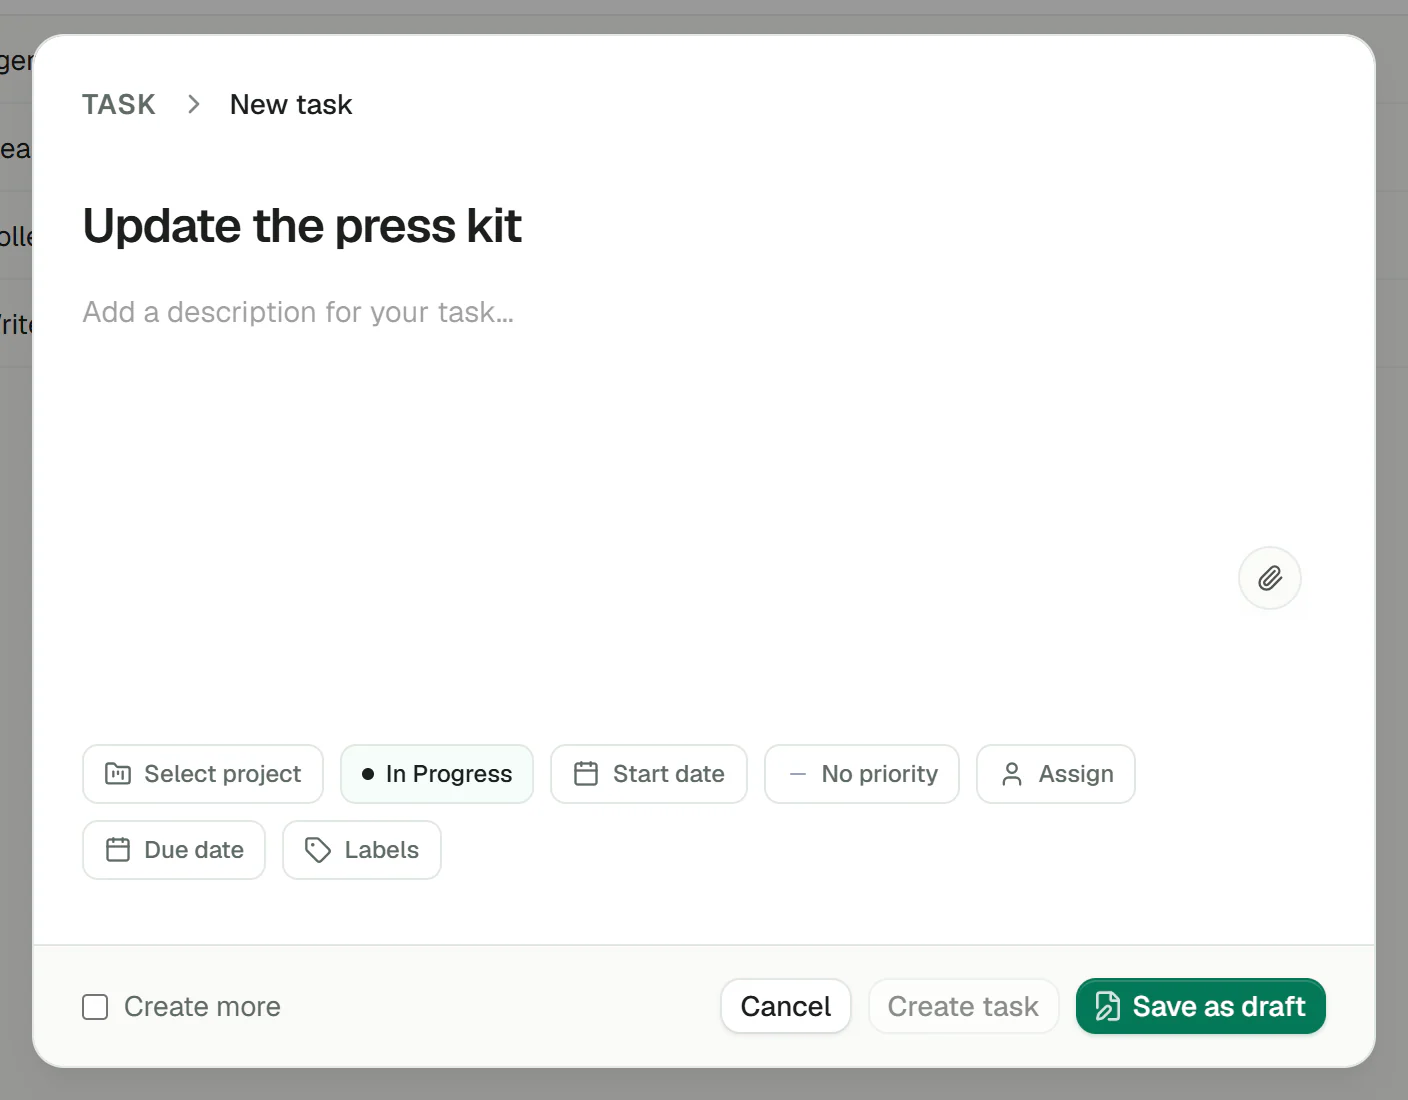 TASK > New task
Update the press kit
Add a description for your task...
Select project
In Progress
Start date
No priority
Assign
Due date
Labels
Create more
Cancel
Create task
Save as draft